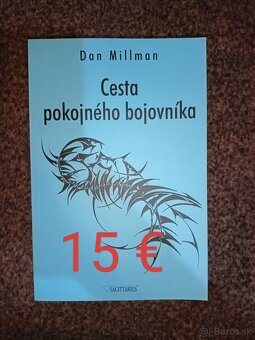 Dan Millman
Cesta
pokojného bojovníka
15 €
SAGITTARIUS
Bazos.sk